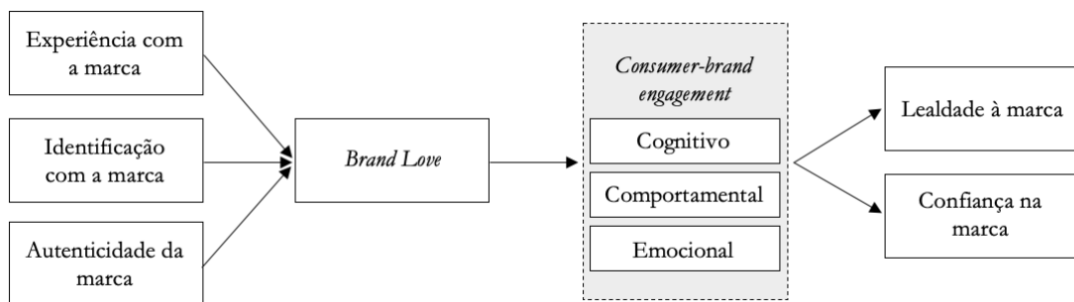 Experiência com
a marca
Identificação
com a marca
Autenticidade da
marca
Brand Love
Consumer-brand
engagement
Cognitivo
Comportamental
Emocional
Lealdade à marca
Confiança na
marca